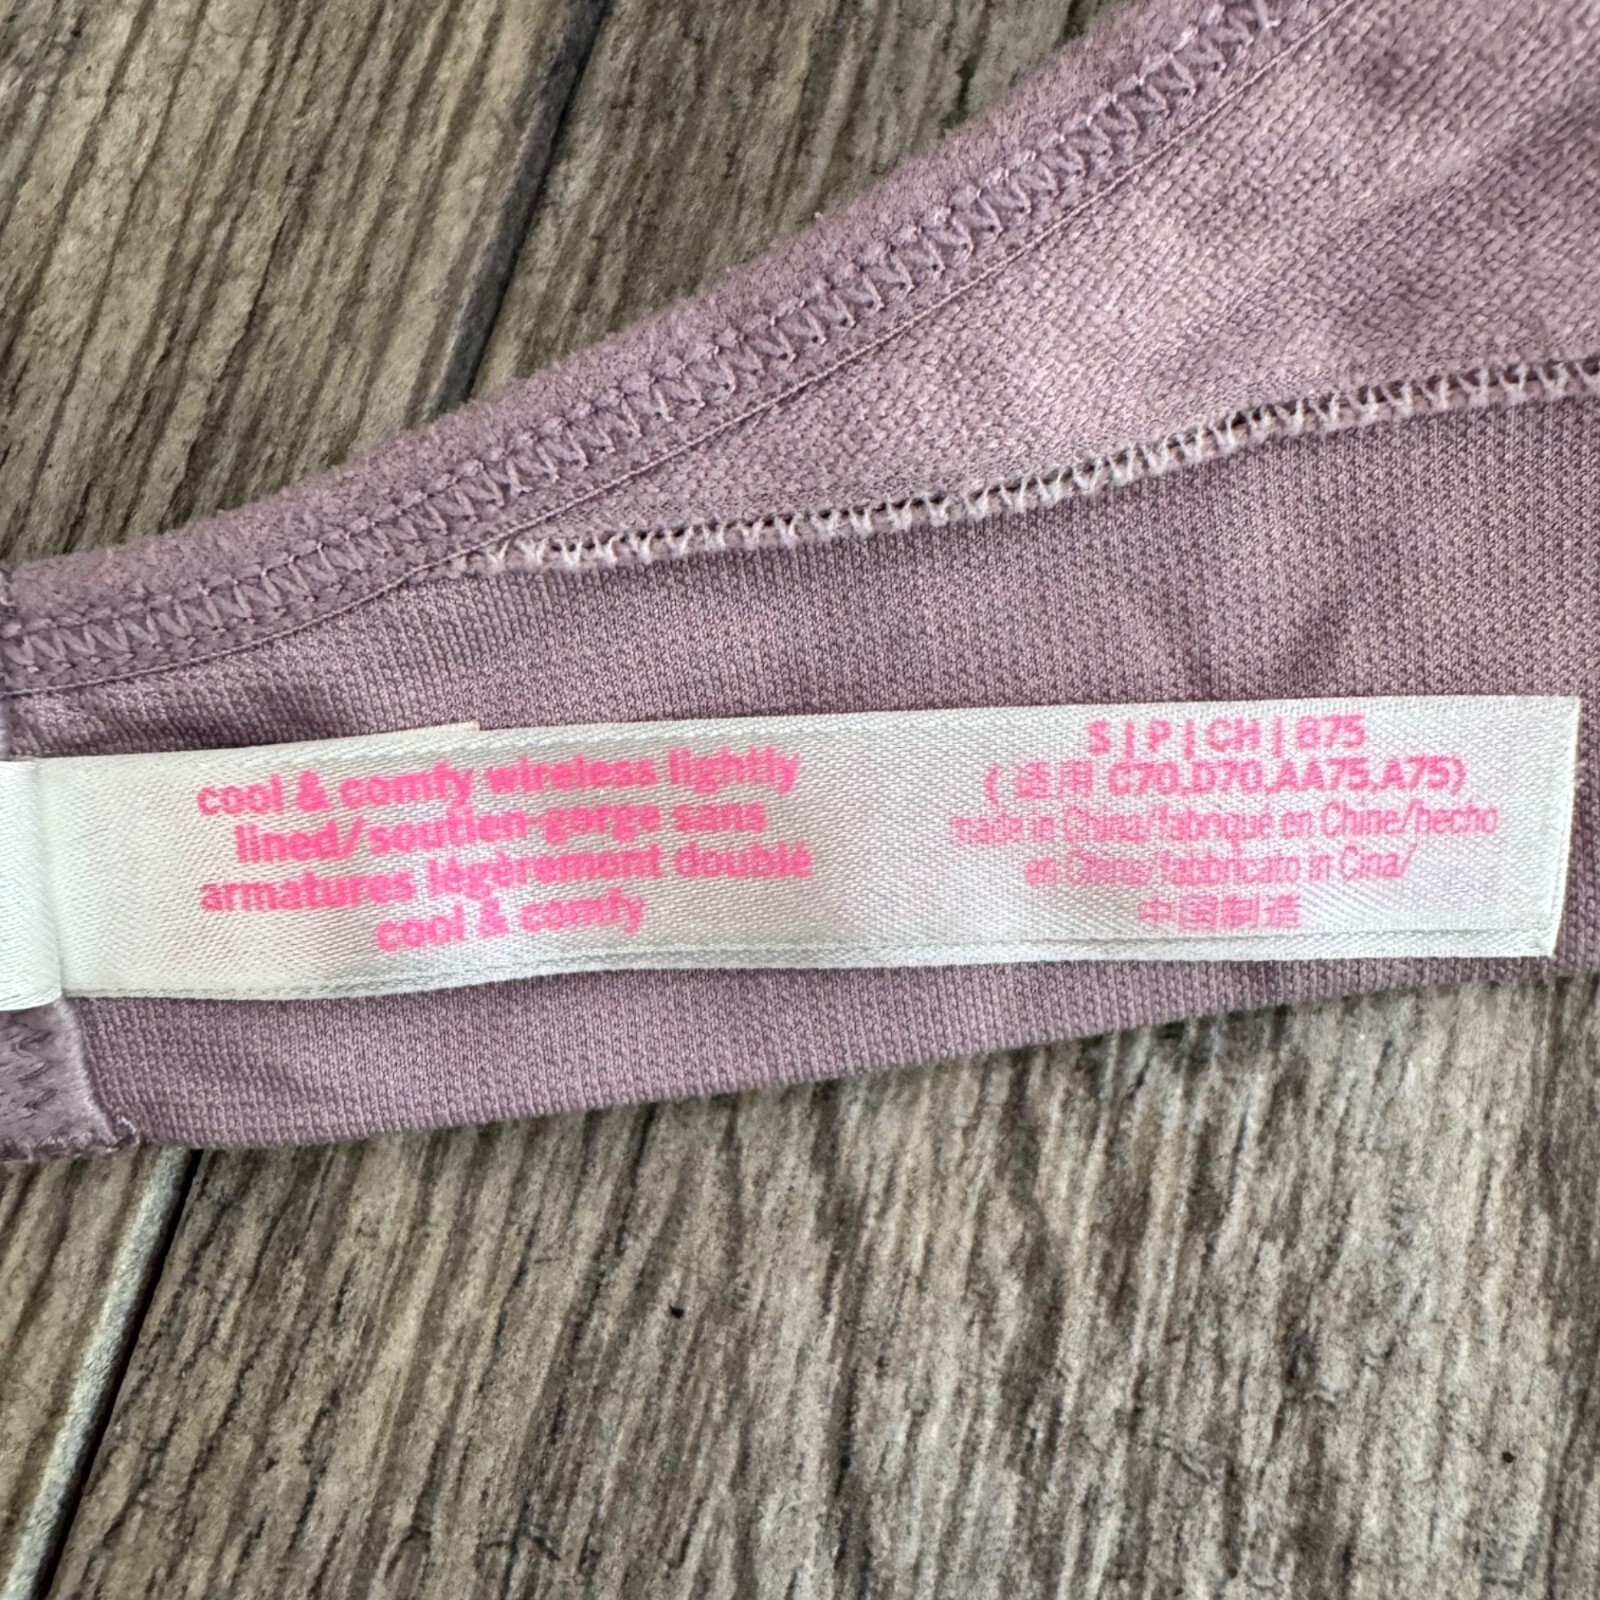 cool & comfy wireless lightly
lined/soutien-gorge sans
armatures légèrement doublé
cool & comfy
S | P | CH | B75
( 适用 C70,D70,AA75,A75)
made in China/fabriqué en Chine/hecho
en China/fabbricato in Cina/
中国制造